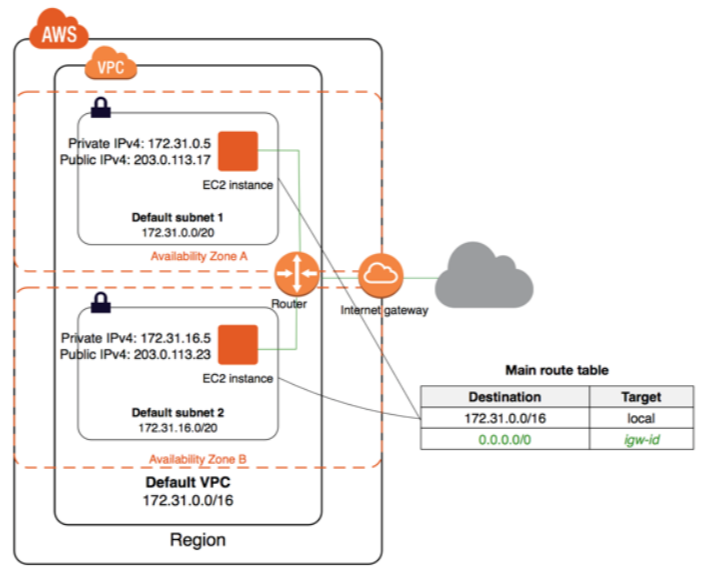 AWS
VPC
Private IPv4: 172.31.0.5
Public IPv4: 203.0.113.17
EC2 instance
Default subnet 1
172.31.0.0/20
Availability Zone A
Router
Internet gateway
Private IPv4: 172.31.16.5
Public IPv4: 203.0.113.23
EC2 instance
Default subnet 2
172.31.16.0/20
Availability Zone B
Default VPC
172.31.0.0/16
Region
Main route table
Destination Target
172.31.0.0/16 local
0.0.0.0/0 igw-id